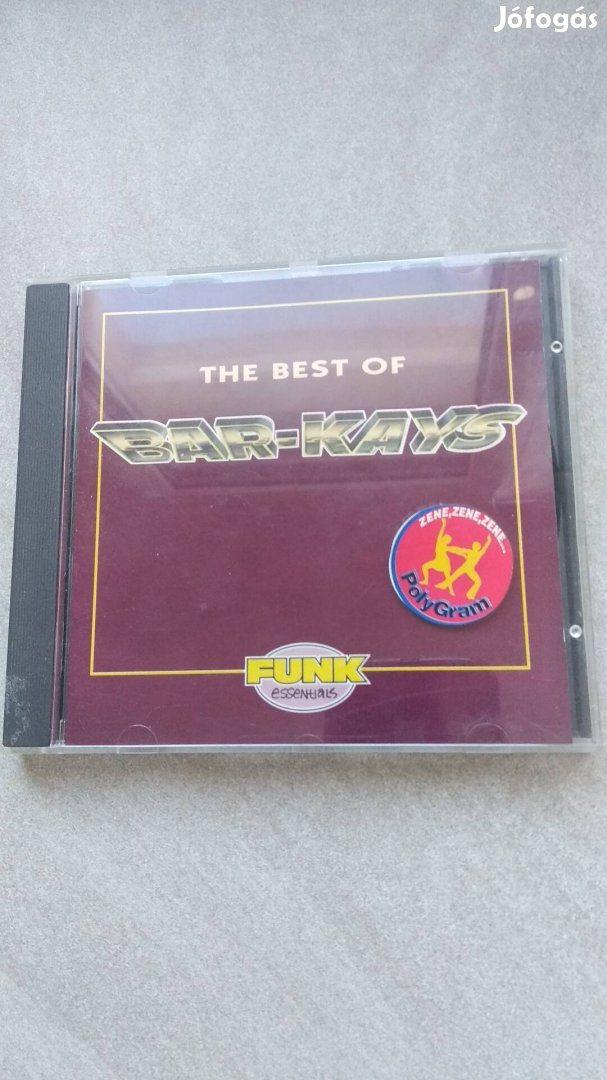 Jófogás
THE BEST OF
BAR-KAYS
ZENE, ZENE, ZENE...
PolyGram
FUNK
essentials